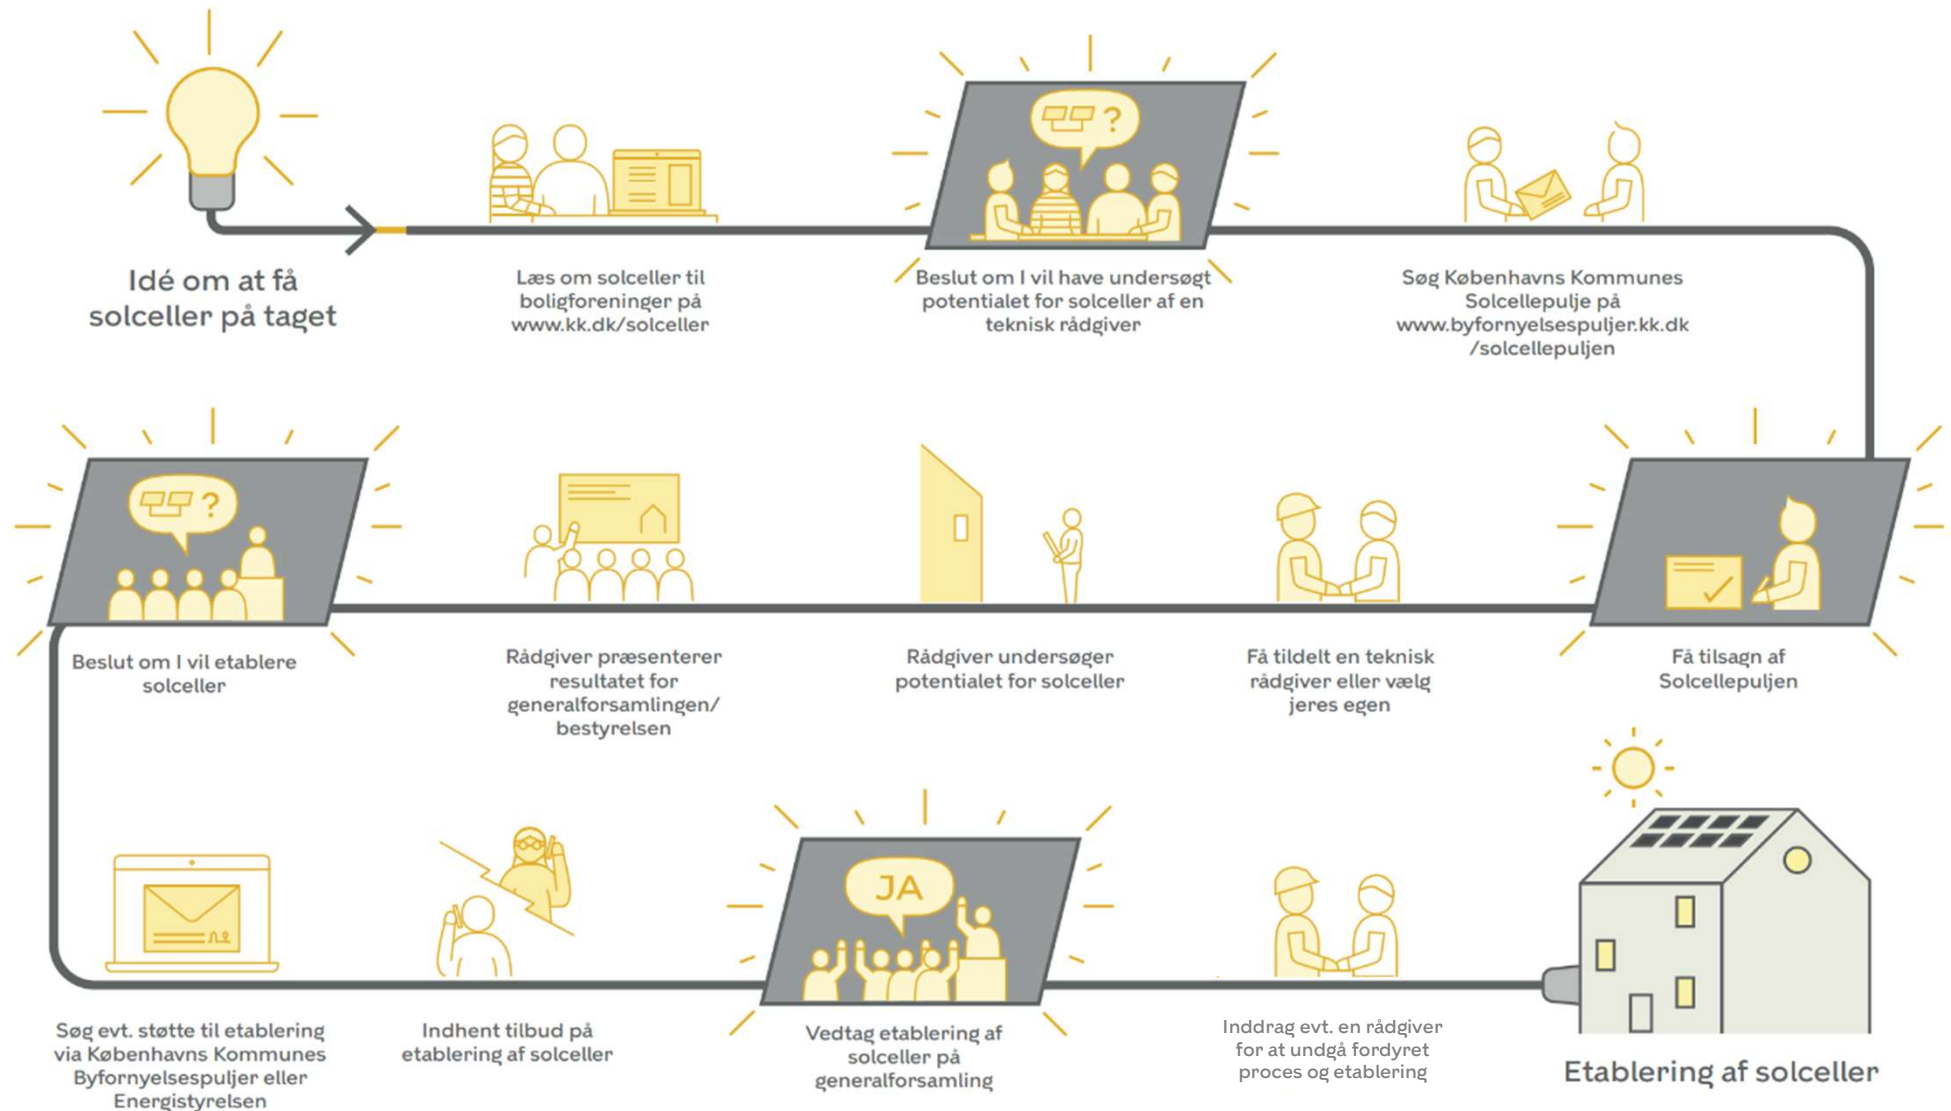 ?
Idé om at få
solceller på taget
Læs om solceller til
boligforeninger på
www.kk.dk/solceller
Beslut om I vil have undersøgt
potentialet for solceller af en
teknisk rådgiver
Søg Københavns Kommunes
Solcellepulje på
www.byfornyelsespuljer.kk.dk
/solcellepuljen
Få tilsagn af
Solcellepuljen
Få tildelt en teknisk
rådgiver eller vælg
jeres egen
Rådgiver undersøger
potentialet for solceller
Rådgiver præsenterer
resultatet for
generalforsamlingen/
bestyrelsen
?
Beslut om I vil etablere
solceller
Søg evt. støtte til etablering
via Københavns Kommunes
Byfornyelsespuljer eller
Energistyrelsen
Indhent tilbud på
etablering af solceller
JA
Vedtag etablering af
solceller på
generalforsamling
Inddrag evt. en rådgiver
for at undgå fordyret
proces og etablering
Etablering af solceller